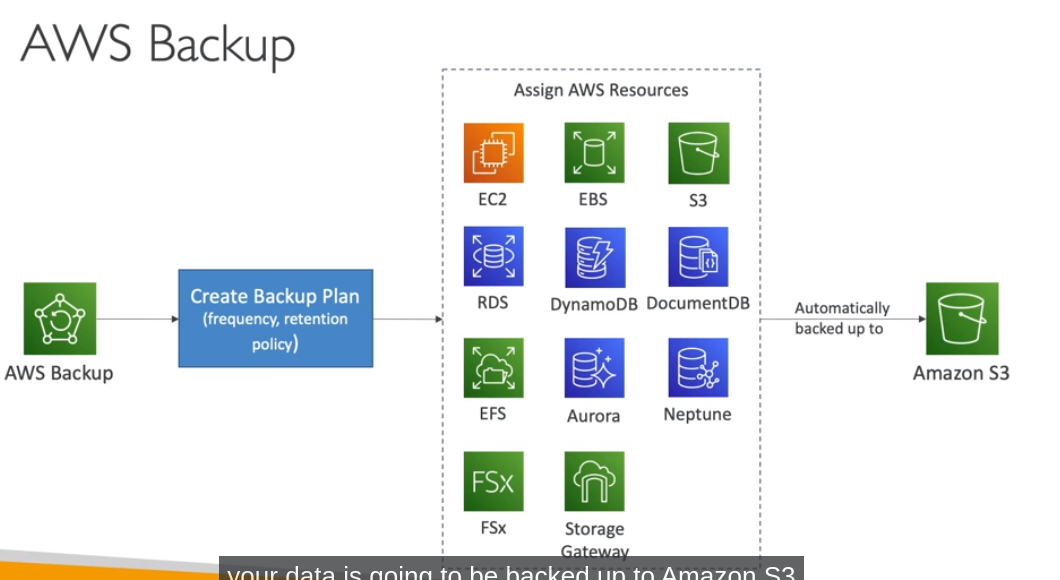 AWS Backup
Assign AWS Resources
EC2
EBS
S3
RDS
DynamoDB
DocumentDB
Create Backup Plan
(frequency, retention
policy)
AWS Backup
Automatically
backed up to
Amazon S3
EFS
Aurora
Neptune
FSx
FSx
Storage
Gateway
your data is going to be backed up to Amazon S3